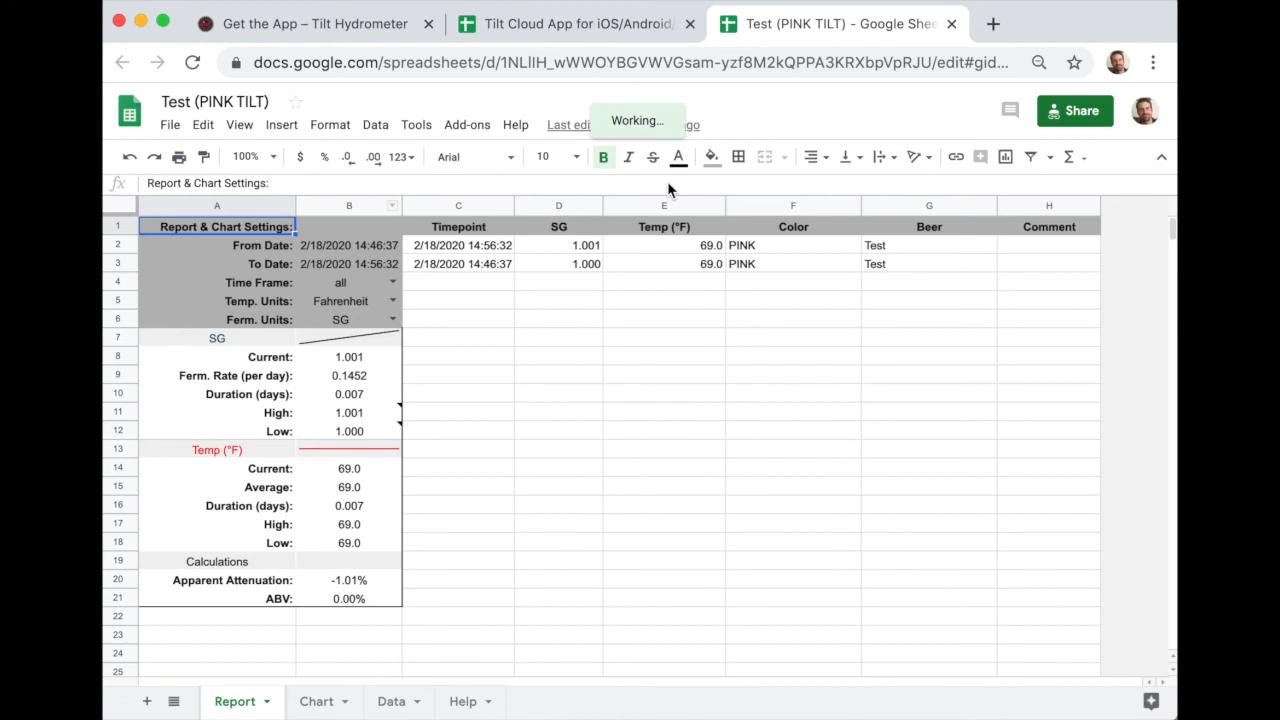 Get the App – Tilt Hydrometer
Tilt Cloud App for iOS/Android/
Test (PINK TILT) - Google Shee
docs.google.com/spreadsheets/d/1NLlIH_wWWOYBGVWVGsam-yzf8M2kQPPA3KRXbpVpRJU/edit#gid...
Test (PINK TILT)
Working...
Share
File Edit View Insert Format Data Tools Add-ons Help Last edi go
100% $ % .0 .00 123 Arial 10 B I S A
fx Report & Chart Settings:
A B C D E F G H
1 Report & Chart Settings: Timepoint SG Temp (°F) Color Beer Comment
2 From Date: 2/18/2020 14:46:37 2/18/2020 14:56:32 1.001 69.0 PINK Test
3 To Date: 2/18/2020 14:56:32 2/18/2020 14:46:37 1.000 69.0 PINK Test
4 Time Frame: all
5 Temp. Units: Fahrenheit
6 Ferm. Units: SG
7 SG
8 Current: 1.001
9 Ferm. Rate (per day): 0.1452
10 Duration (days): 0.007
11 High: 1.001
12 Low: 1.000
13 Temp (°F)
14 Current: 69.0
15 Average: 69.0
16 Duration (days): 0.007
17 High: 69.0
18 Low: 69.0
19 Calculations
20 Apparent Attenuation: -1.01%
21 ABV: 0.00%
22
23
24
25
Report Chart Data Help